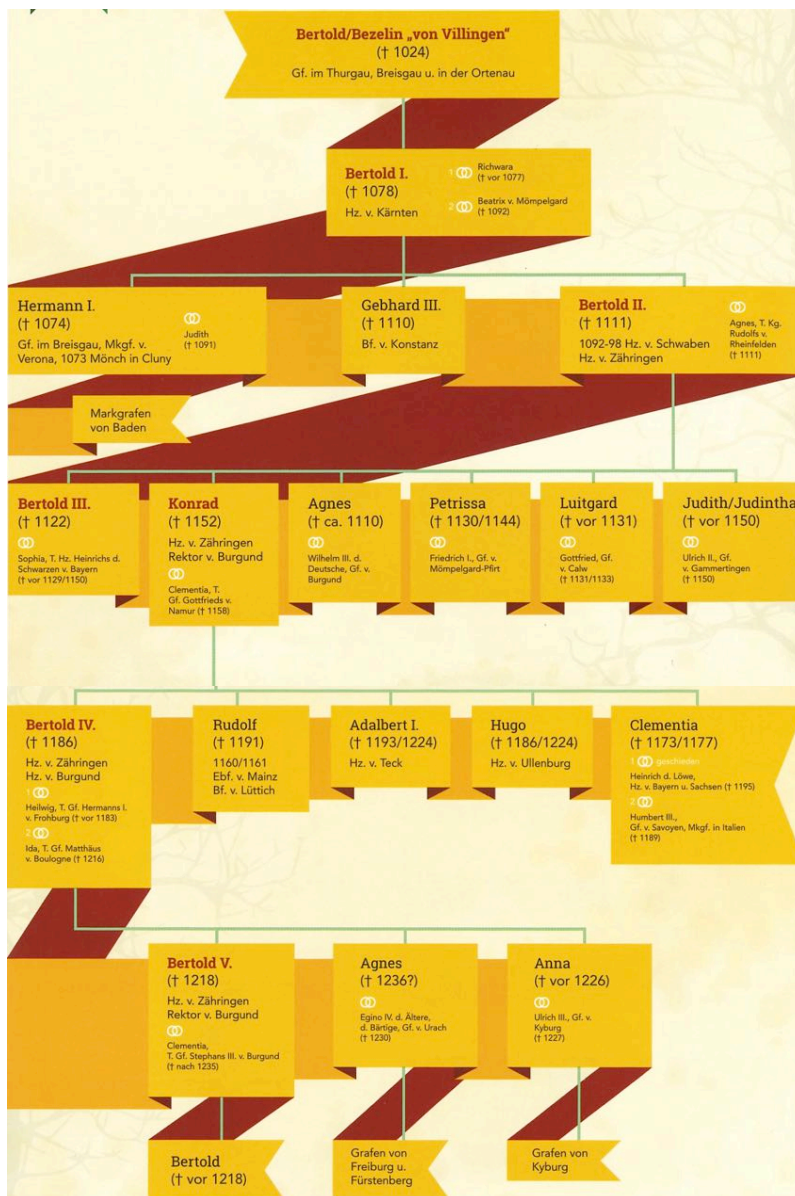 Bertold/Bezelin „von Villingen“
(† 1024)
Gf. im Thurgau, Breisgau u. in der Ortenau
Bertold I.
(† 1078)
Hz. v. Kärnten
1 Richwara
(† vor 1077)
2 Beatrix v. Mömpelgard
(† 1092)
Hermann I.
(† 1074)
Gf. im Breisgau, Mkgf. v.
Verona, 1073 Mönch in Cluny
Judith
(† 1091)
Gebhard III.
(† 1110)
Bf. v. Konstanz
Bertold II.
(† 1111)
1092-98 Hz. v. Schwaben
Hz. v. Zähringen
Agnes, T. Kg.
Rudolfs v.
Rheinfelden
(† 1111)
Markgrafen
von Baden
Bertold III.
(† 1122)
Sophia, T. Hz. Heinrichs d.
Schwarzen v. Bayern
(† vor 1129/1150)
Konrad
(† 1152)
Hz. v. Zähringen
Rektor v. Burgund
Clementia, T.
Gf. Gottfrieds v.
Namur († 1158)
Agnes
(† ca. 1110)
Wilhelm III. d.
Deutsche, Gf. v.
Burgund
Petrissa
(† 1130/1144)
Friedrich I., Gf. v.
Mömpelgard-Pfirt
Luitgard
(† vor 1131)
Gottfried, Gf.
v. Calw
(† 1131/1133)
Judith/Judintha
(† vor 1150)
Ulrich II., Gf.
v. Gammertingen
(† 1150)
Bertold IV.
(† 1186)
Hz. v. Zähringen
Hz. v. Burgund
1
Heilwig, T. Gf. Hermanns I.
v. Frohburg († vor 1183)
2
Ida, T. Gf. Matthäus
v. Boulogne († 1216)
Rudolf
(† 1191)
1160/1161
Ebf. v. Mainz
Bf. v. Lüttich
Adalbert I.
(† 1193/1224)
Hz. v. Teck
Hugo
(† 1186/1224)
Hz. v. Ullenburg
Clementia
(† 1173/1177)
1 geschieden
Heinrich d. Löwe,
Hz. v. Bayern u. Sachsen († 1195)
2
Humbert III.,
Gf. v. Savoyen, Mkgf. in Italien
(† 1189)
Bertold V.
(† 1218)
Hz. v. Zähringen
Rektor v. Burgund
Clementia,
T. Gf. Stephans III. v. Burgund
(† nach 1235)
Agnes
(† 1236?)
Egino IV. d. Ältere,
d. Bärtige, Gf. v. Urach
(† 1230)
Anna
(† vor 1226)
Ulrich III., Gf. v.
Kyburg
(† 1227)
Bertold
(† vor 1218)
Grafen von
Freiburg u.
Fürstenberg
Grafen von
Kyburg